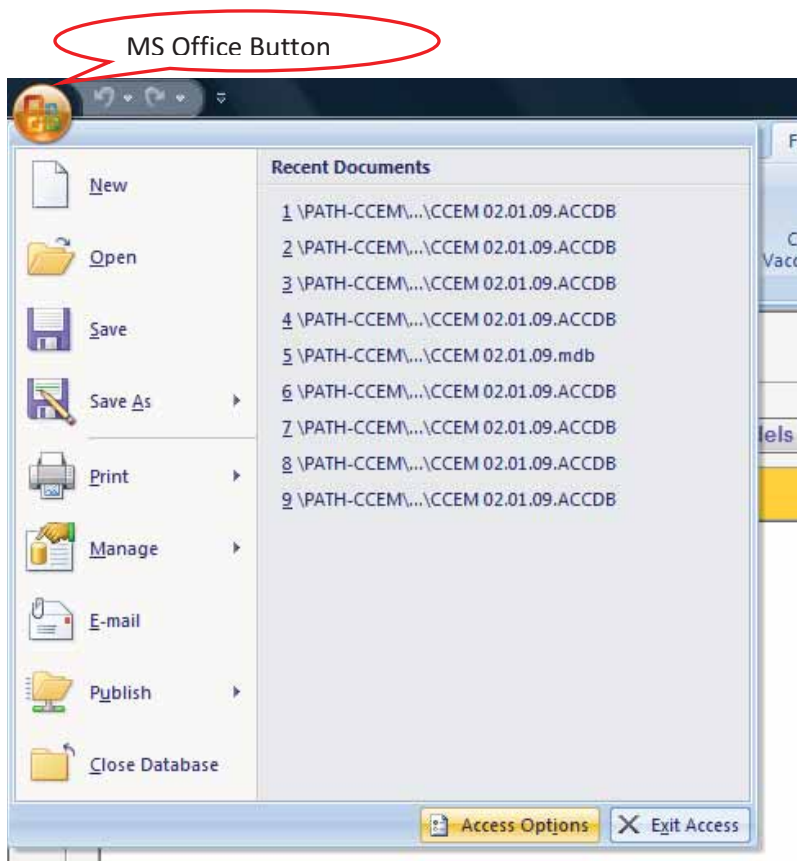 MS Office Button
F
New
Recent Documents
1 \PATH-CCEM\...\CCEM 02.01.09.ACCDB
2 \PATH-CCEM\...\CCEM 02.01.09.ACCDB
Open
3 \PATH-CCEM\...\CCEM 02.01.09.ACCDB
4 \PATH-CCEM\...\CCEM 02.01.09.ACCDB
Save
5 \PATH-CCEM\...\CCEM 02.01.09.mdb
6 \PATH-CCEM\...\CCEM 02.01.09.ACCDB
Save As
7 \PATH-CCEM\...\CCEM 02.01.09.ACCDB
8 \PATH-CCEM\...\CCEM 02.01.09.ACCDB
Print
9 \PATH-CCEM\...\CCEM 02.01.09.ACCDB
Manage
E-mail
Publish
Close Database
Access Options
Exit Access